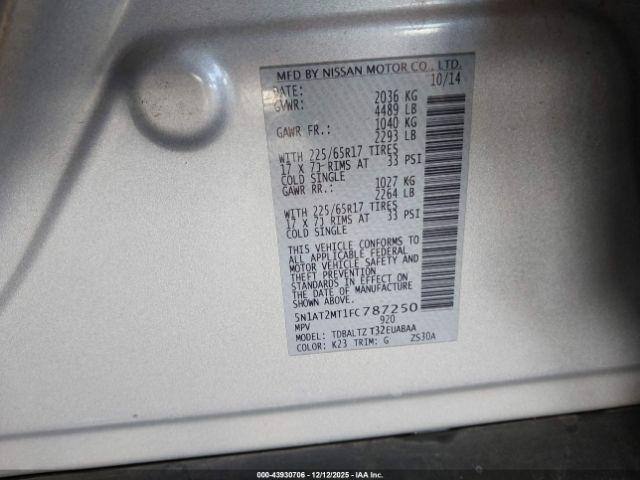 MFD BY NISSAN MOTOR CO., LTD.
DATE: 10/14
GVWR: 2036 KG
4489 LB
GAWR FR.: 1040 KG
2293 LB
WITH 225/65R17 TIRES
17 X 7J RIMS AT 33 PSI
COLD SINGLE
GAWR RR.: 1027 KG
2264 LB
WITH 225/65R17 TIRES
17 X 7J RIMS AT 33 PSI
COLD SINGLE
THIS VEHICLE CONFORMS TO
ALL APPLICABLE FEDERAL
MOTOR VEHICLE SAFETY AND
THEFT PREVENTION
STANDARDS IN EFFECT ON
THE DATE OF MANUFACTURE
SHOWN ABOVE.
5N1AT2MT1FC787250
MPV 920
MODEL: TDBALTZ T32EUABAA
COLOR: K23 TRIM: G ZS30A
000-43930706 - 12/12/2025 - IAA Inc.